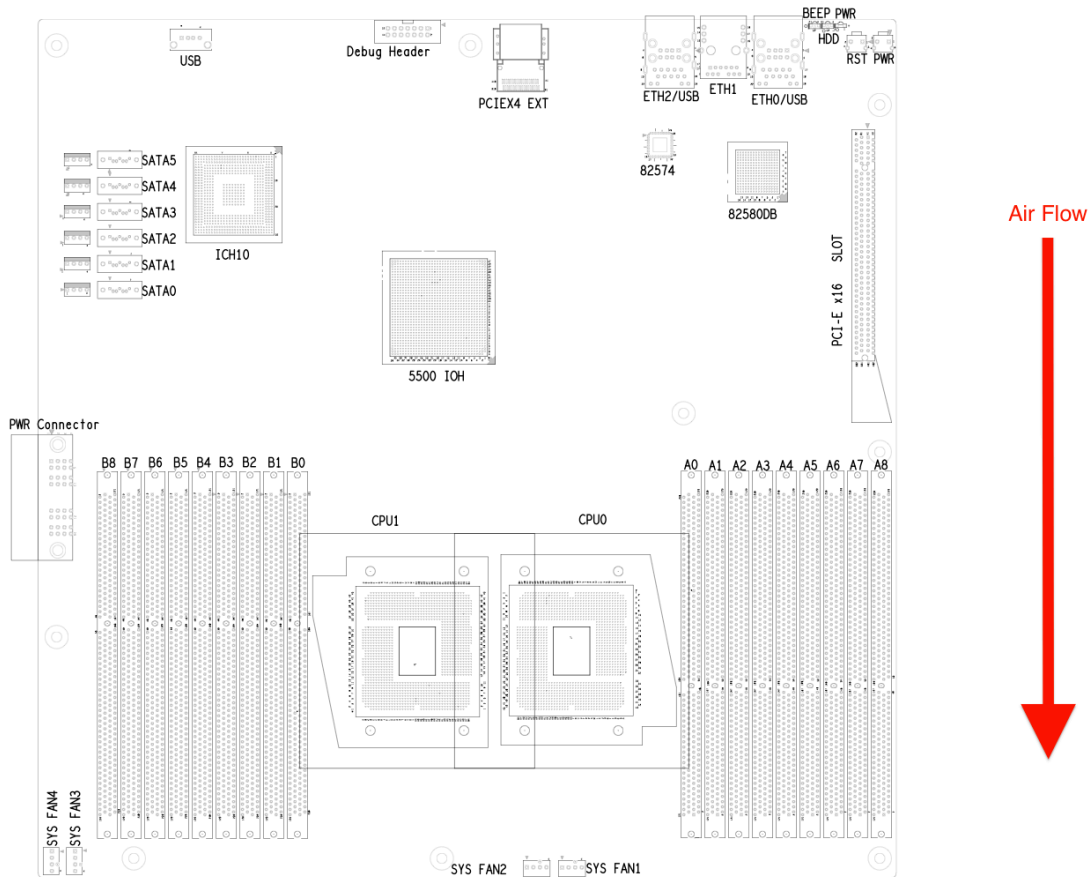 BEEP PWR
HDD
RST PWR
USB
Debug Header
PCIEX4 EXT
ETH2/USB
ETH1
ETH0/USB
82574
82580DB
SATA5
SATA4
SATA3
SATA2
SATA1
SATA0
ICH10
5500 IOH
PCI-E x16 SLOT
Air Flow
PWR Connector
B8 B7 B6 B5 B4 B3 B2 B1 B0
A0 A1 A2 A3 A4 A5 A6 A7 A8
CPU1
CPU0
SYS FAN4
SYS FAN3
SYS FAN2
SYS FAN1